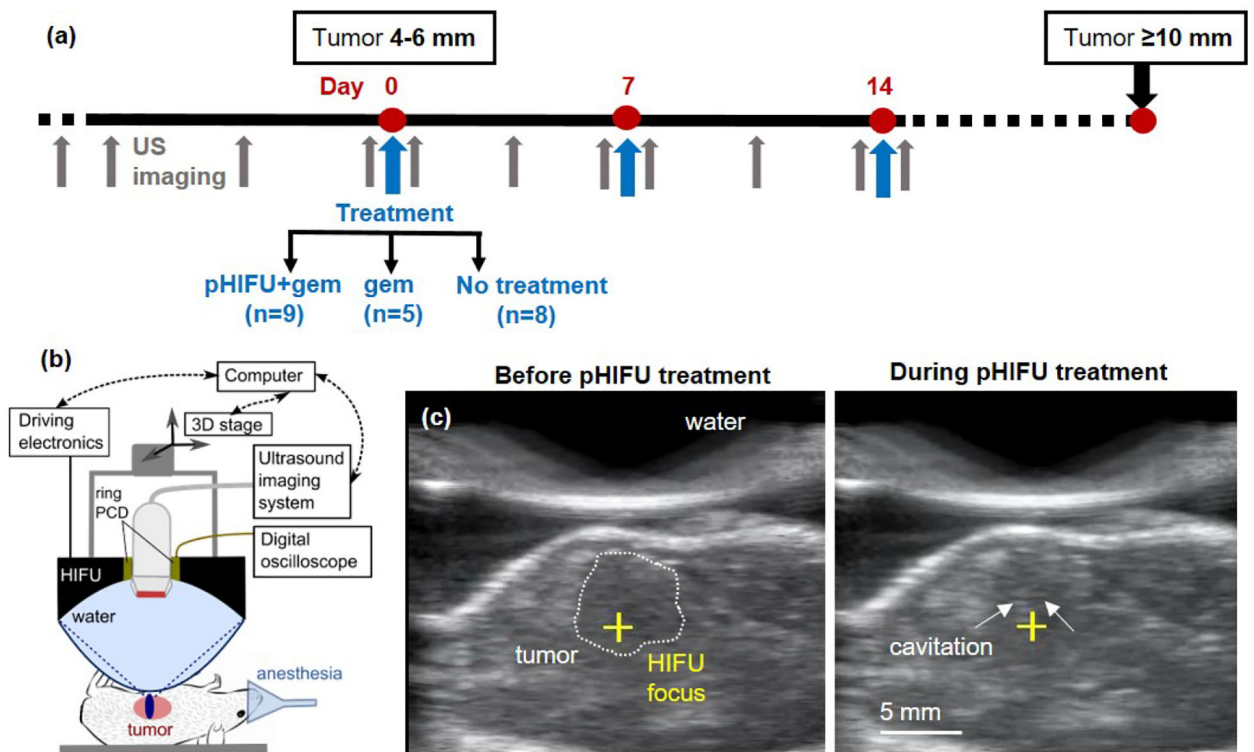 (a)
Tumor 4-6 mm
Tumor ≥10 mm
Day 0
7
14
US
imaging
Treatment
pHIFU+gem
(n=9)
gem
(n=5)
No treatment
(n=8)
(b)
Computer
Driving
electronics
3D stage
Ultrasound
imaging
system
ring
PCD
Digital
oscilloscope
HIFU
water
anesthesia
tumor
Before pHIFU treatment
During pHIFU treatment
(c)
water
tumor
HIFU
focus
cavitation
5 mm